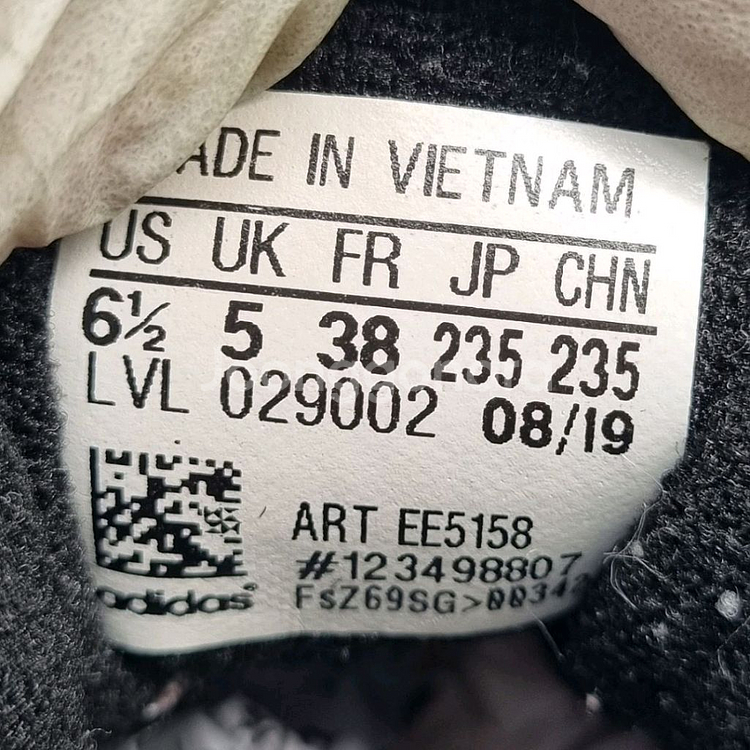 ADE IN VIETNAM
US UK FR JP CHN
6½ 5 38 235 235
LVL 029002 08/19
ART EE5158
#123498807
adidas®
FsZ69SG>0034